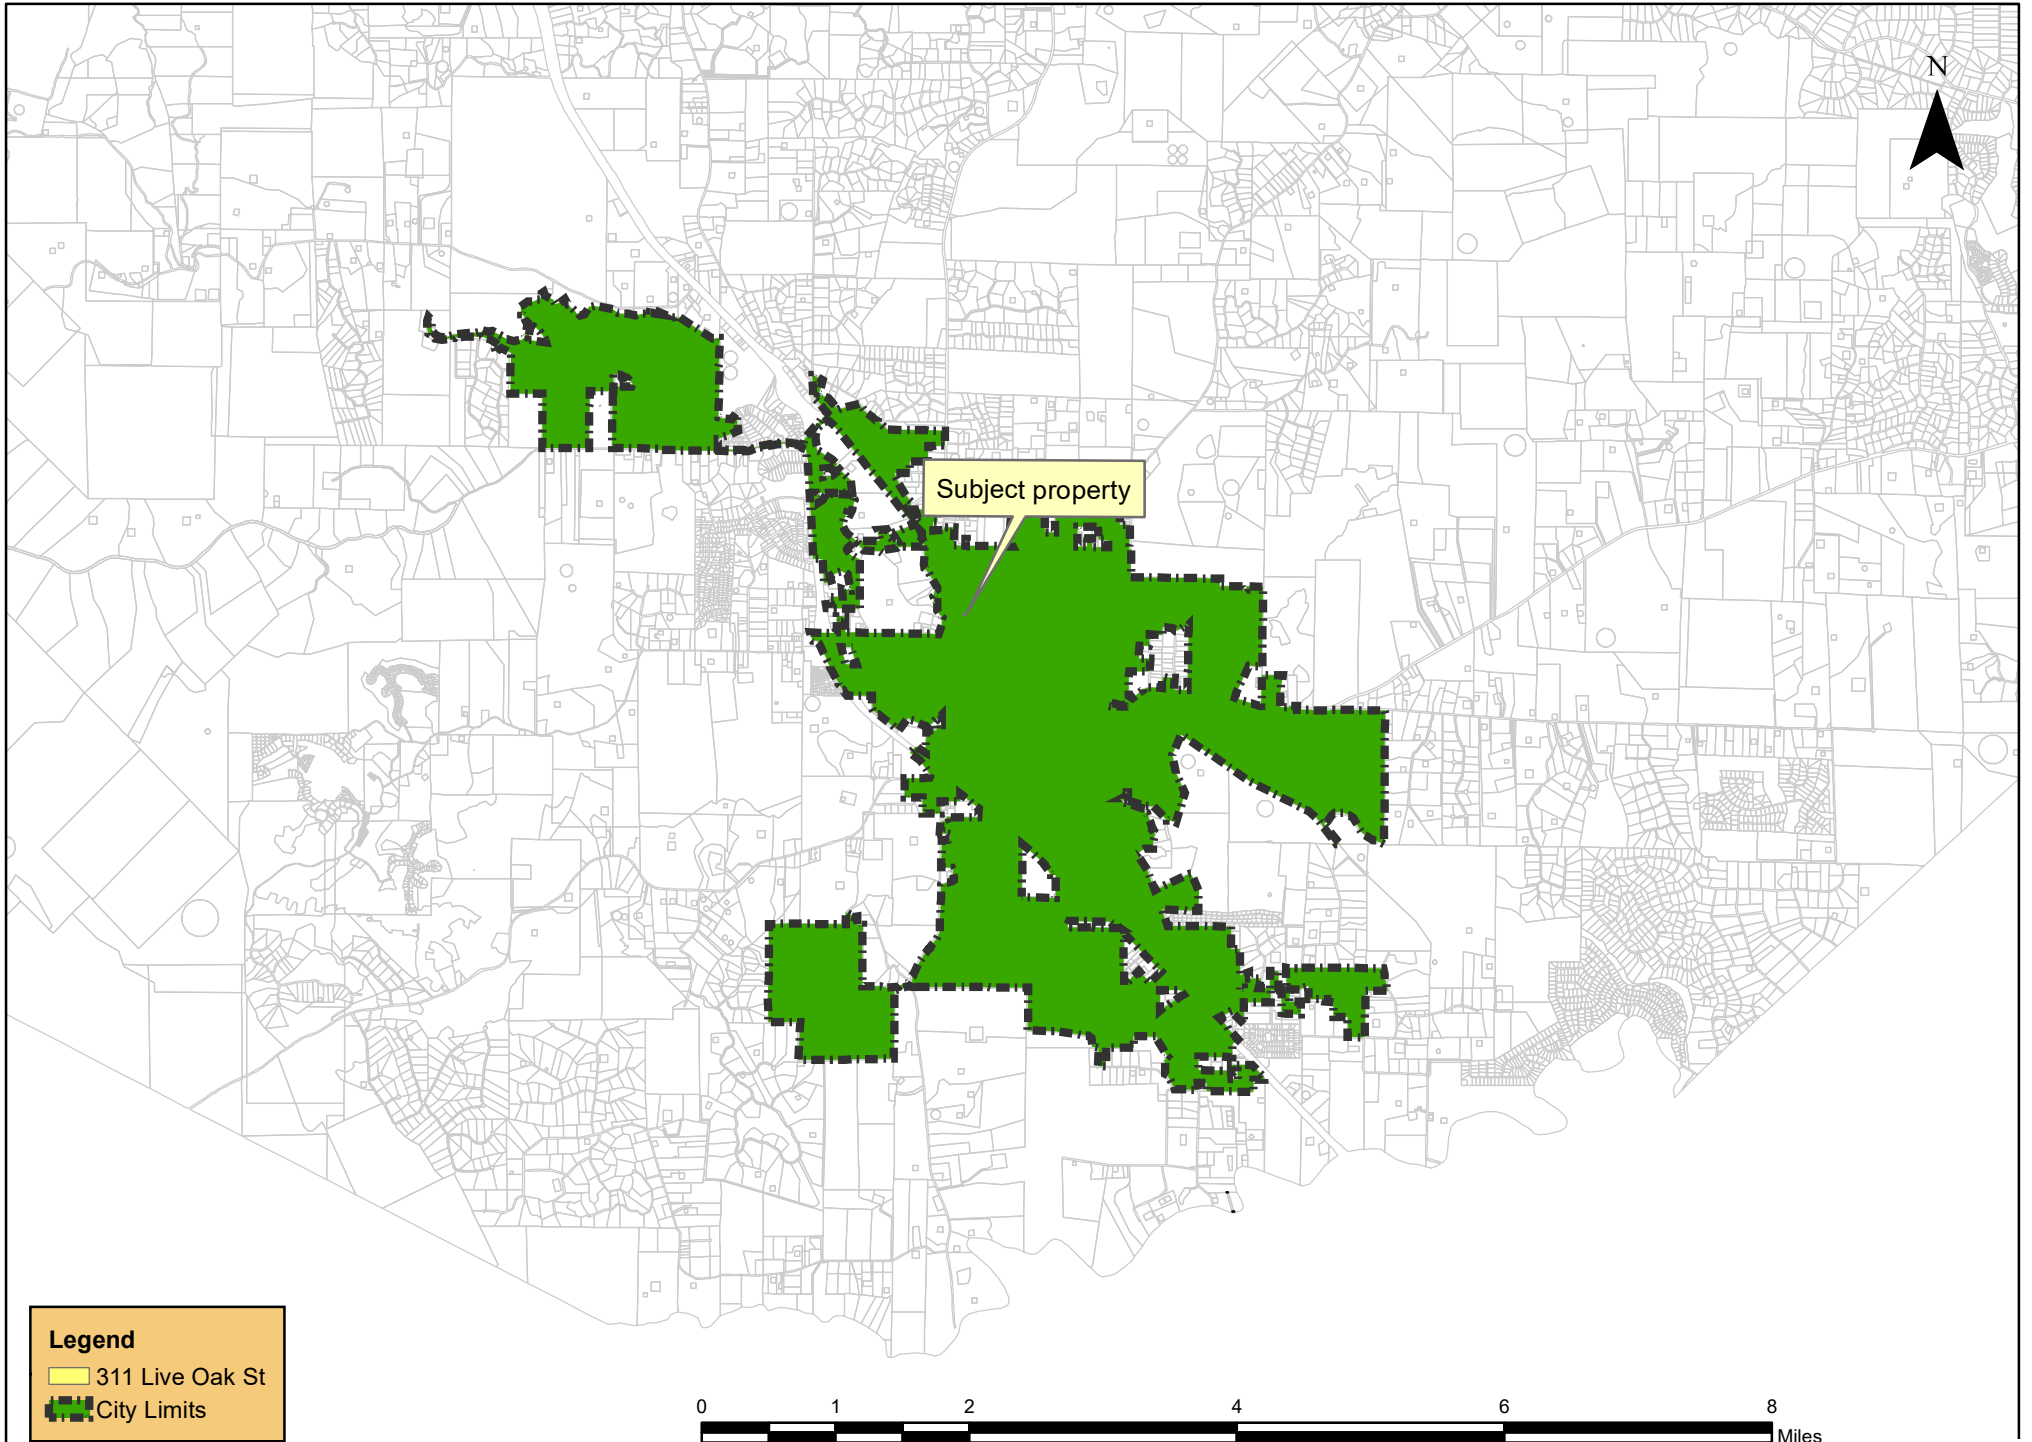 N
Subject property
Legend
311 Live Oak St
City Limits
0 1 2 4 6 8
Miles